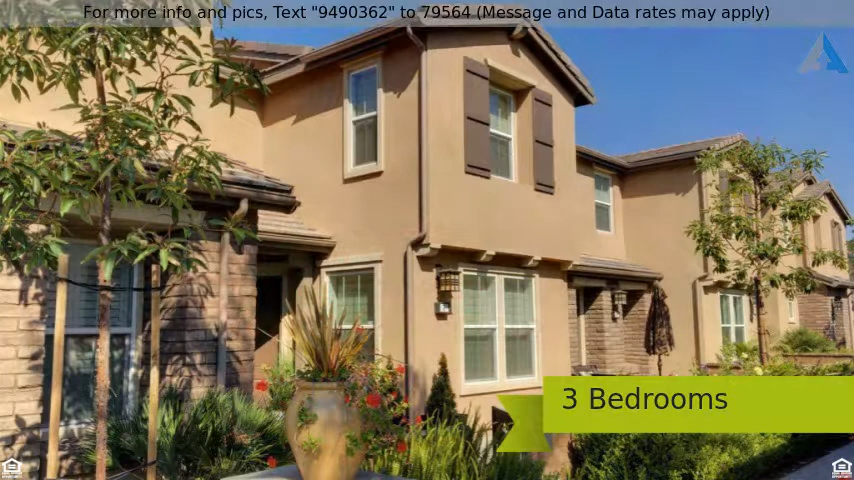 For more info and pics, Text "9490362" to 79564 (Message and Data rates may apply)
3 Bedrooms